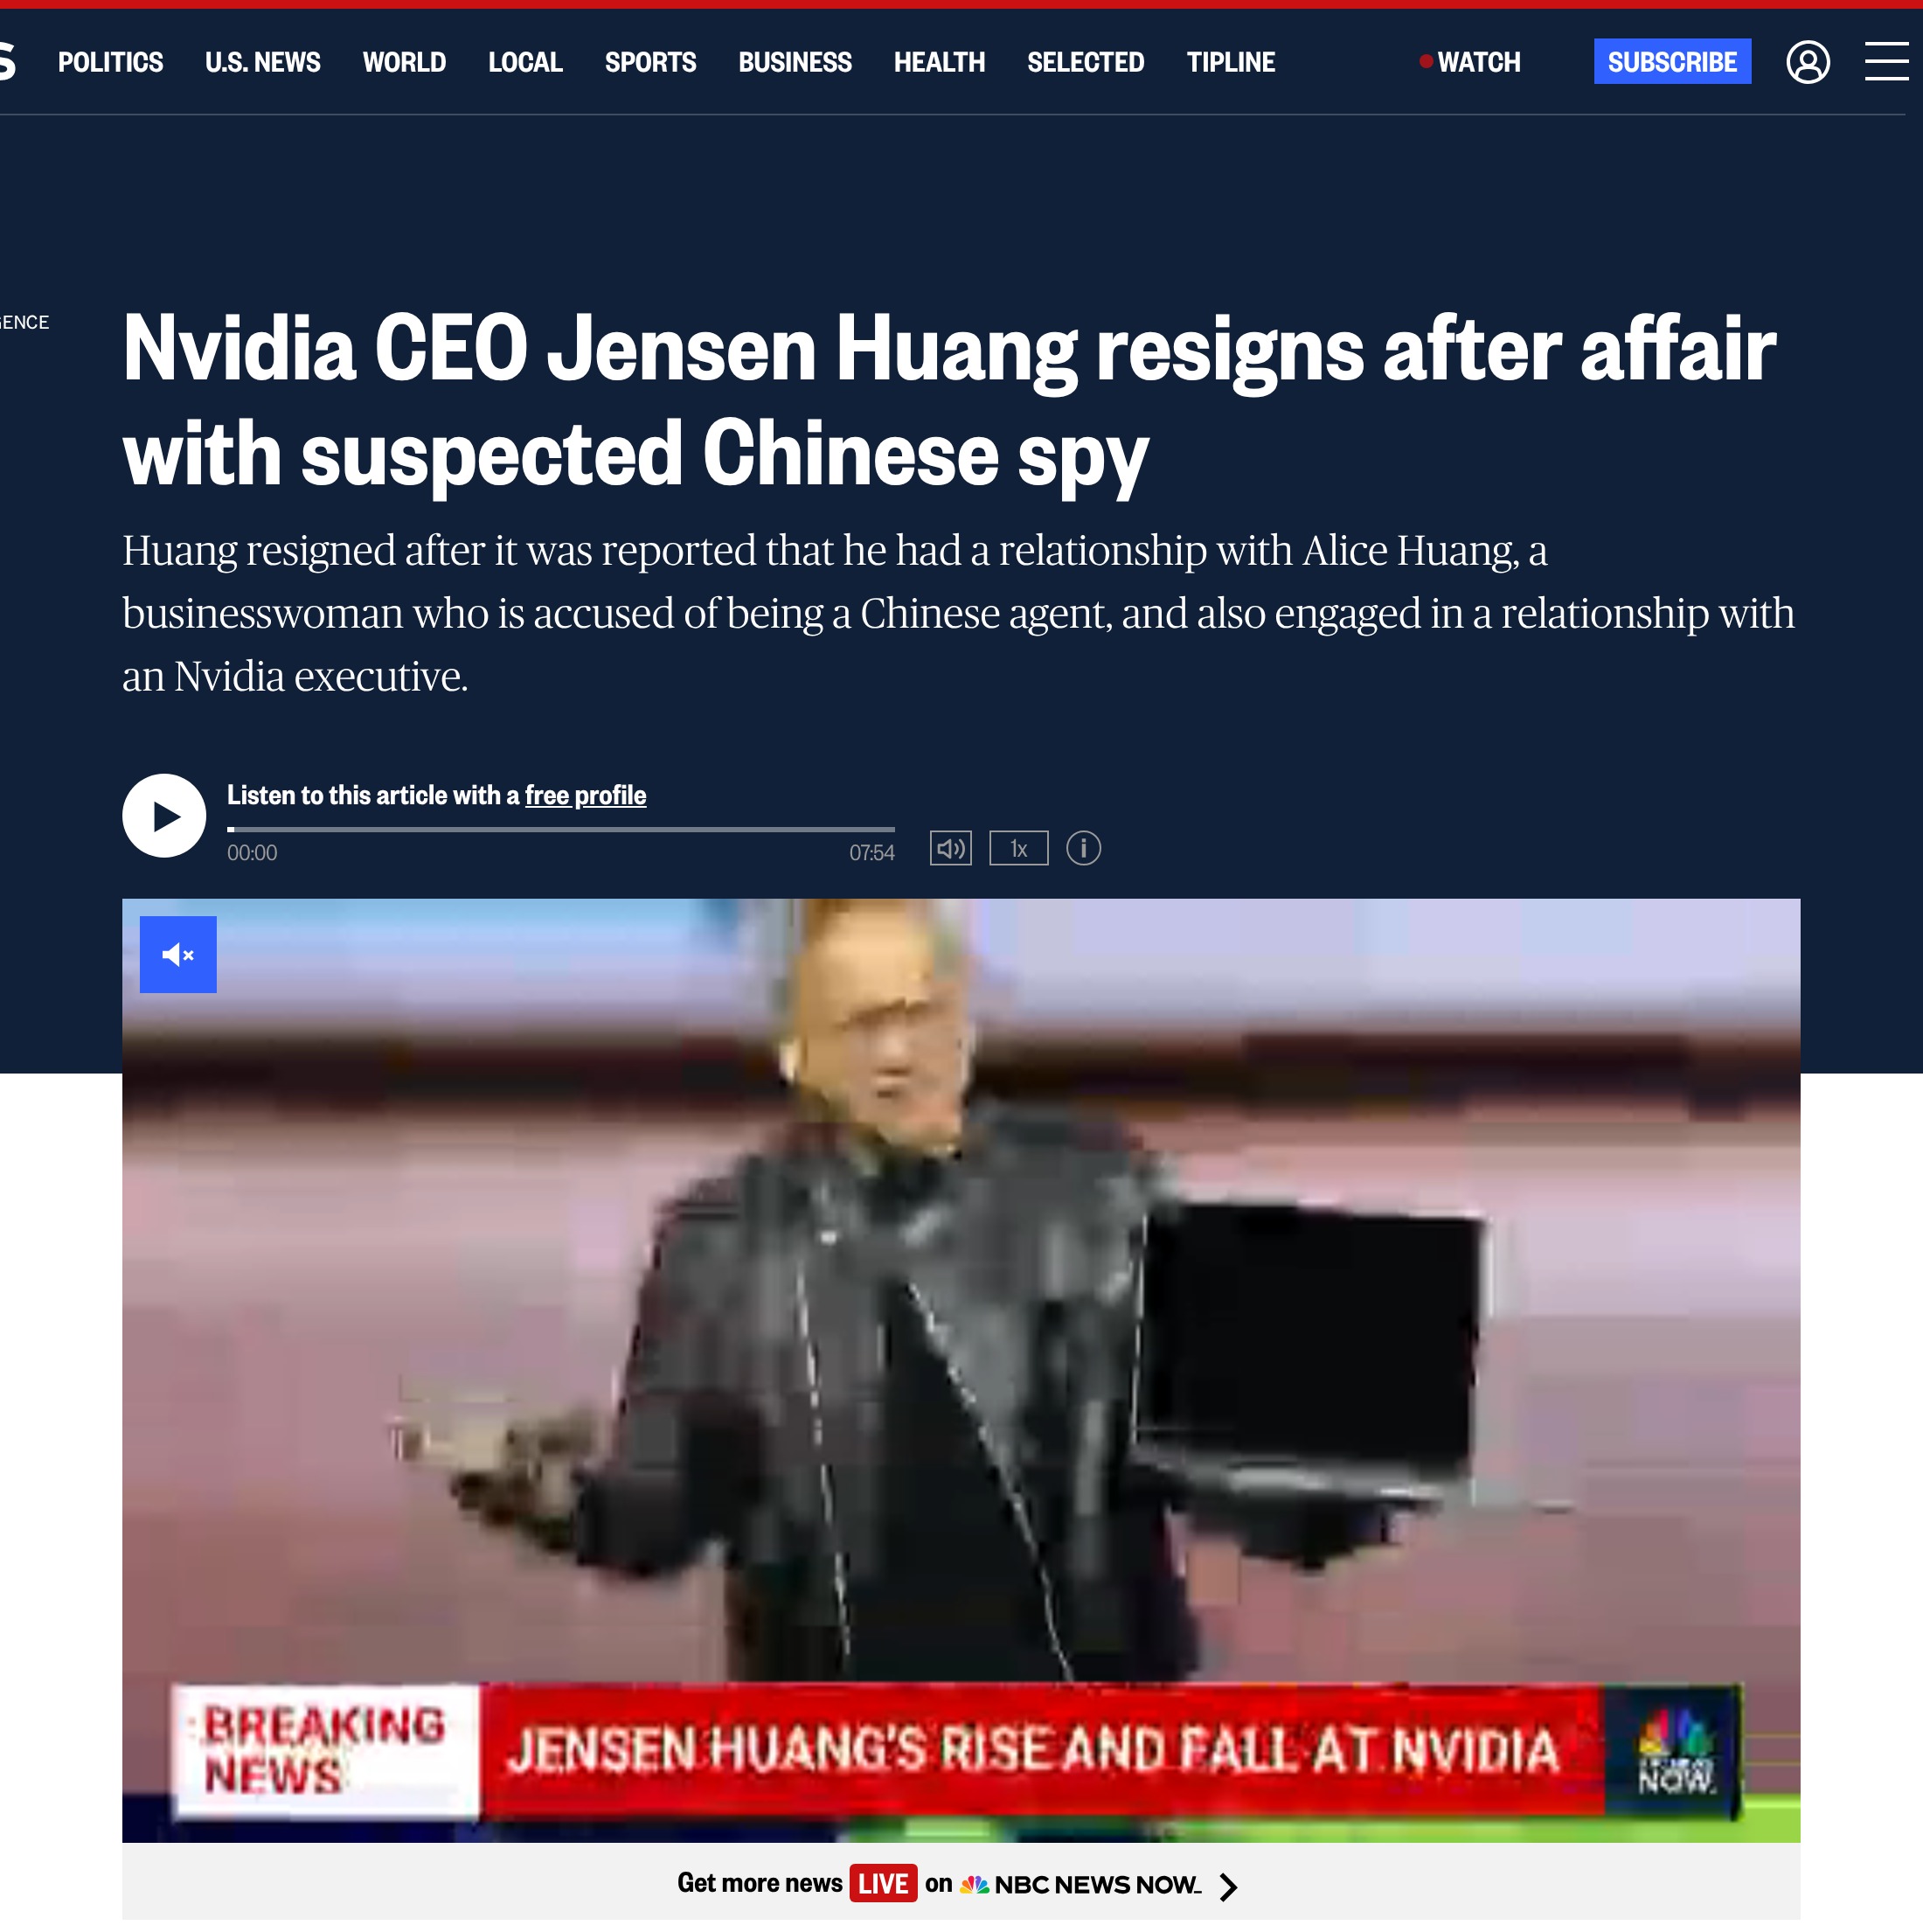 S POLITICS U.S. NEWS WORLD LOCAL SPORTS BUSINESS HEALTH SELECTED TIPLINE WATCH SUBSCRIBE
GENCE
Nvidia CEO Jensen Huang resigns after affair
with suspected Chinese spy
Huang resigned after it was reported that he had a relationship with Alice Huang, a
businesswoman who is accused of being a Chinese agent, and also engaged in a relationship with
an Nvidia executive.
Listen to this article with a free profile
00:00 07:54 1x
BREAKING
NEWS
JENSEN HUANG'S RISE AND FALL AT NVIDIA
NOW.
Get more news LIVE on NBC NEWS NOW